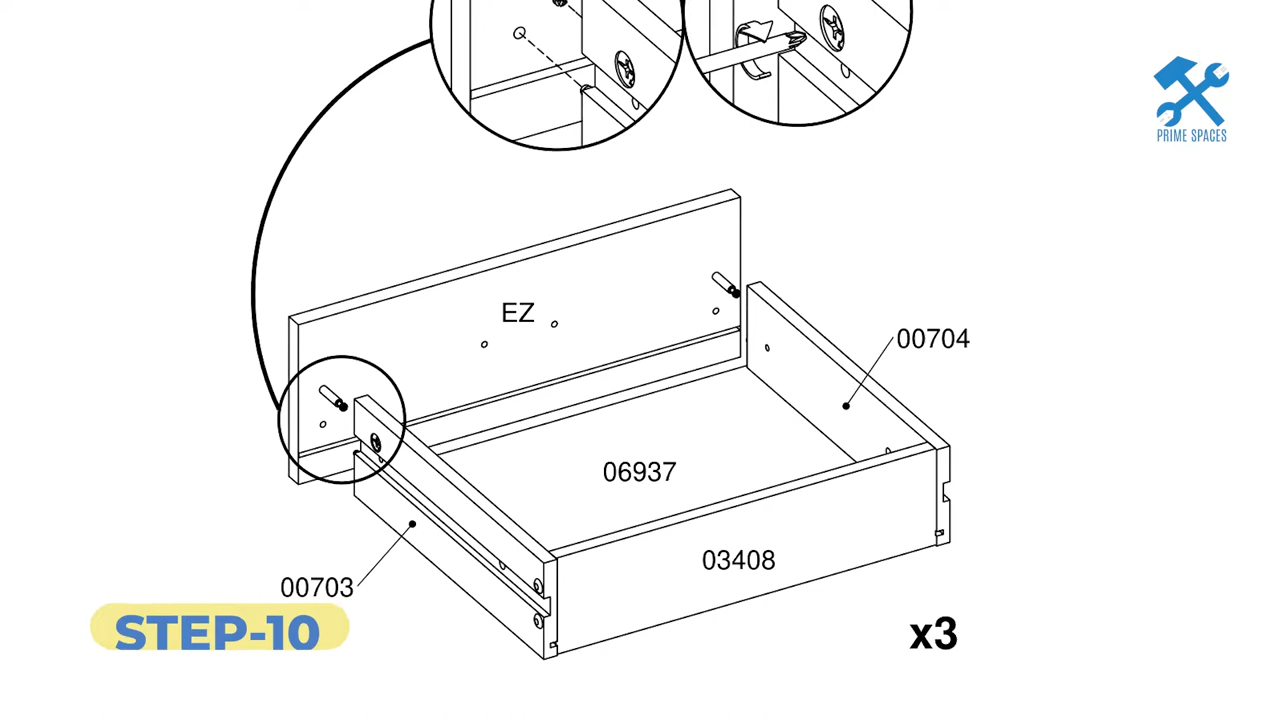 PRIME SPACES
EZ
00704
06937
03408
00703
STEP-10
x3